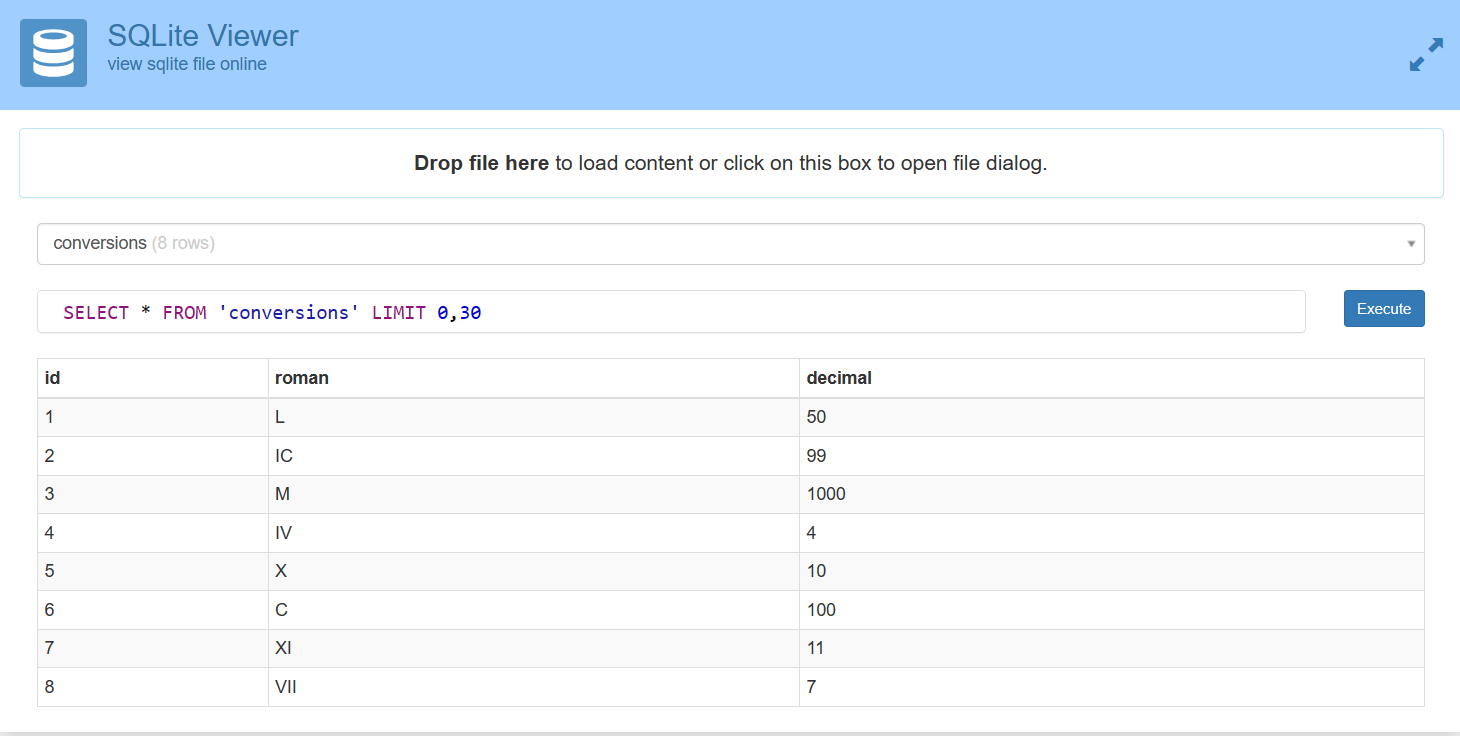 SQLite Viewer
view sqlite file online
Drop file here to load content or click on this box to open file dialog.
conversions (8 rows)
SELECT * FROM 'conversions' LIMIT 0,30
Execute
id roman decimal
1 L 50
2 IC 99
3 M 1000
4 IV 4
5 X 10
6 C 100
7 XI 11
8 VII 7